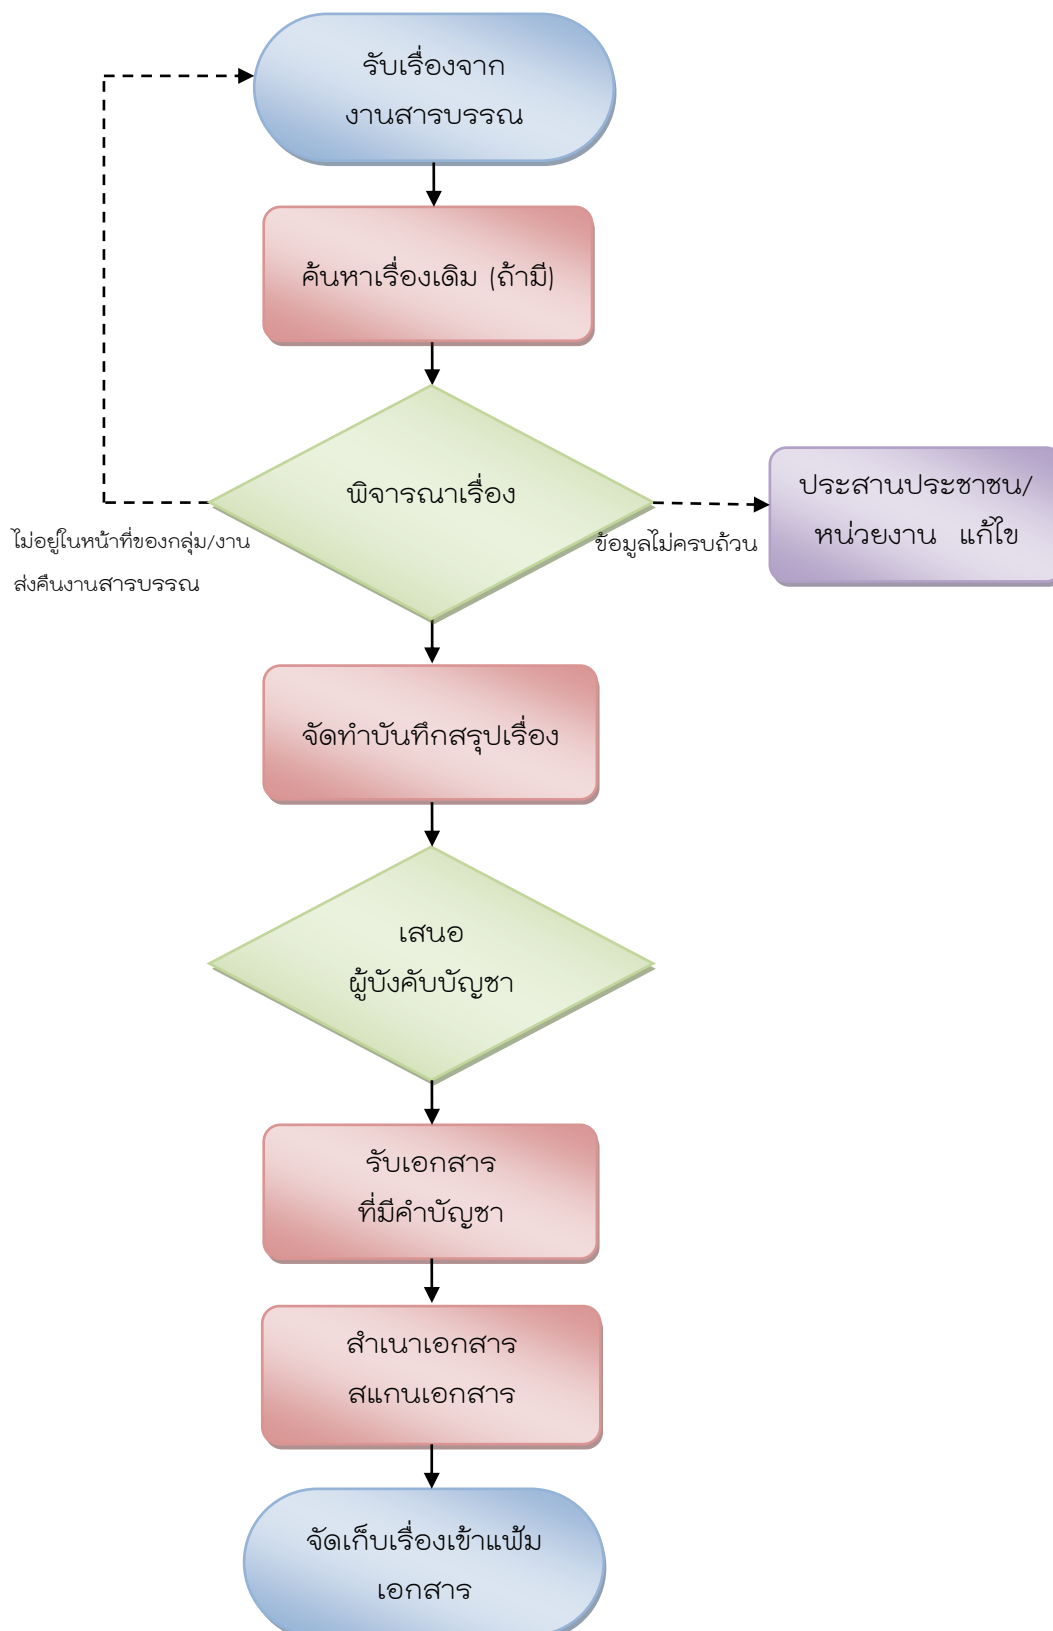 รับเรื่องจาก
งานสารบรรณ
ค้นหาเรื่องเดิม (ถ้ามี)
พิจารณาเรื่อง
ไม่อยู่ในหน้าที่ของกลุ่ม/งาน
ส่งคืนงานสารบรรณ
ข้อมูลไม่ครบถ้วน
ประสานประชาชน/
หน่วยงาน แก้ไข
จัดทำบันทึกสรุปเรื่อง
เสนอ
ผู้บังคับบัญชา
รับเอกสาร
ที่มีคำบัญชา
สำเนาเอกสาร
สแกนเอกสาร
จัดเก็บเรื่องเข้าแฟ้ม
เอกสาร